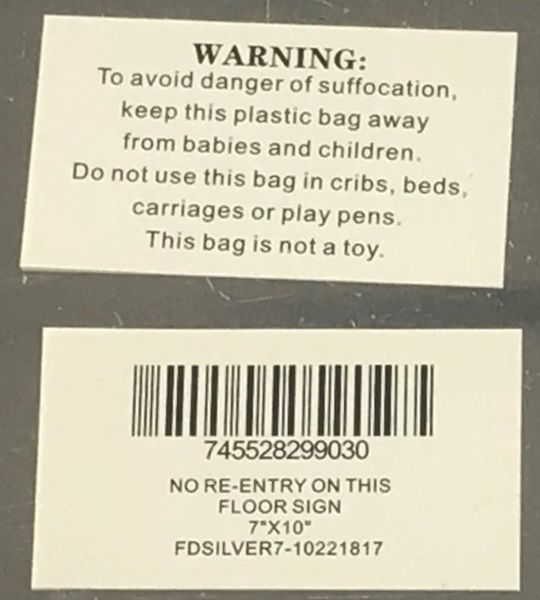 WARNING:
To avoid danger of suffocation,
keep this plastic bag away
from babies and children.
Do not use this bag in cribs, beds,
carriages or play pens.
This bag is not a toy.
745528299030
NO RE-ENTRY ON THIS
FLOOR SIGN
7"X10"
FDSILVER7-10221817